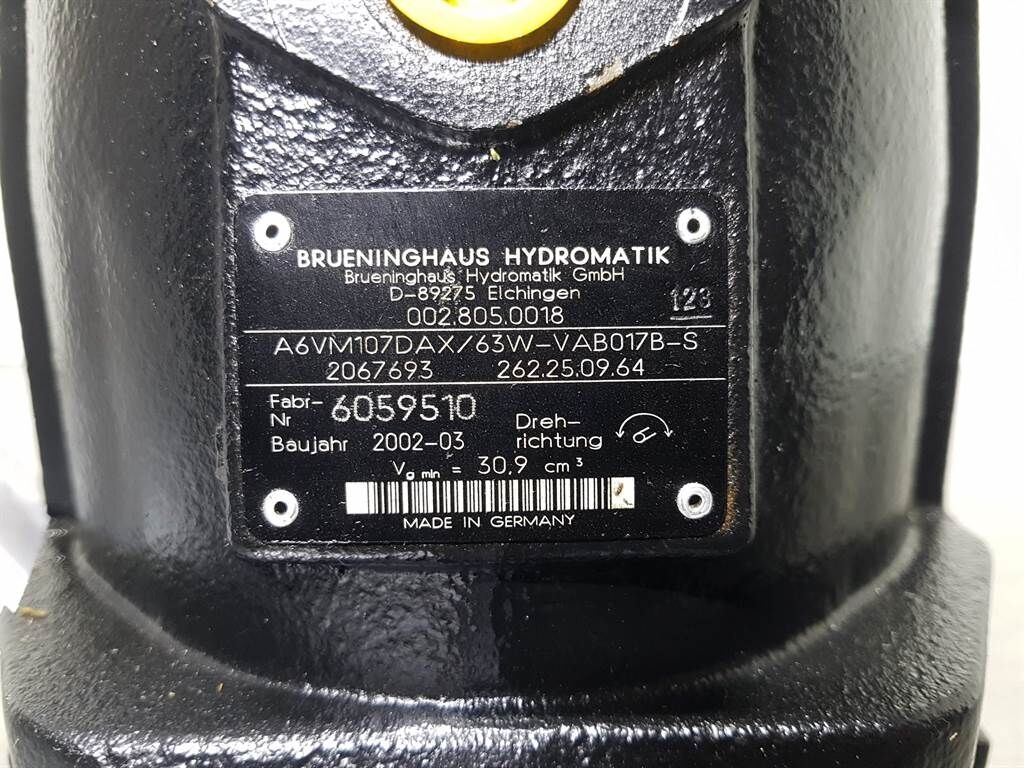 BRUENINGHAUS HYDROMATIK
Brueninghaus Hydromatik GmbH
D-89275 Elchingen
002.805.0018 123
A6VM107DAX/63W-VAB017B-S
2067693 262.25.09.64
Fabr-Nr 6059510
Baujahr 2002-03 Dreh-richtung
Vg min = 30,9 cm³
MADE IN GERMANY